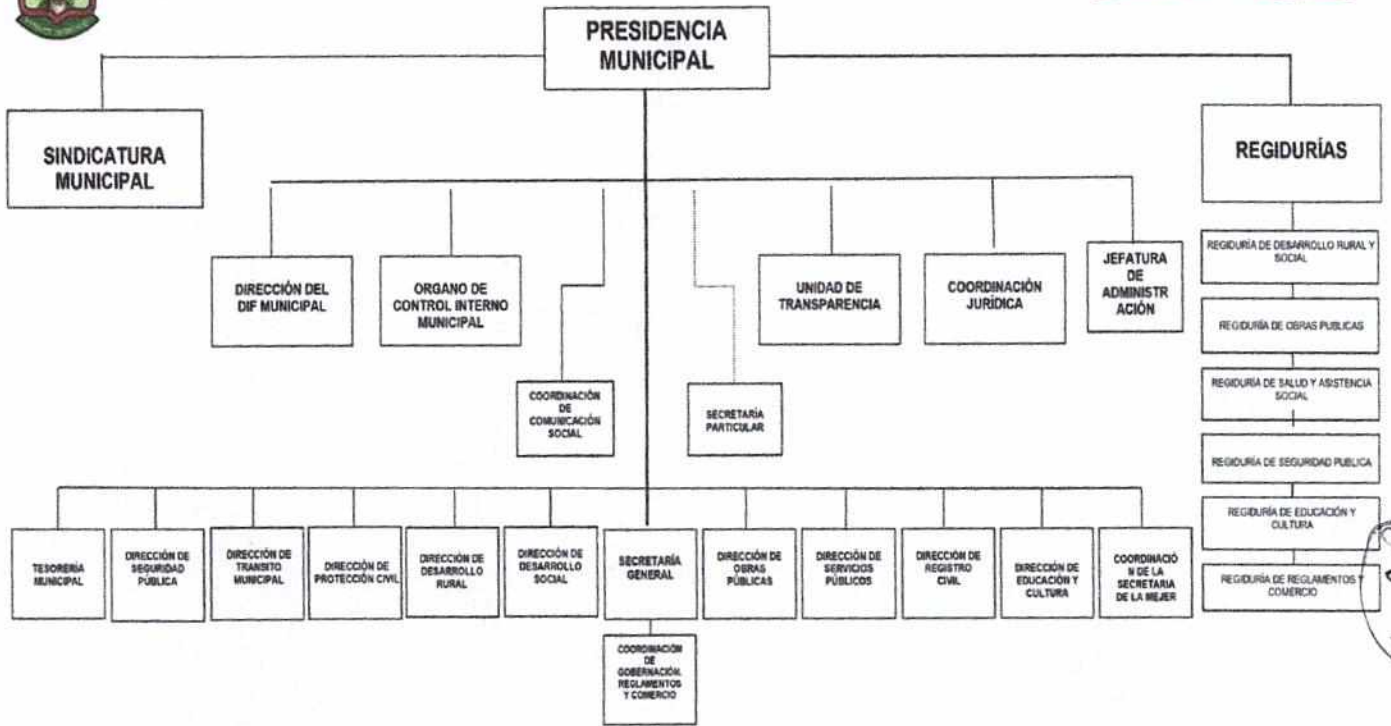 PRESIDENCIA
MUNICIPAL
SINDICATURA
MUNICIPAL
REGIDURÍAS
DIRECCIÓN DEL
DIF MUNICIPAL
ORGANO DE
CONTROL INTERNO
MUNICIPAL
UNIDAD DE
TRANSPARENCIA
COORDINACIÓN
JURÍDICA
JEFATURA
DE
ADMINISTR
ACIÓN
COORDINACIÓN
DE
COMUNICACIÓN
SOCIAL
SECRETARÍA
PARTICULAR
REGIDURÍA DE DESARROLLO RURAL Y
SOCIAL
REGIDURÍA DE OBRAS PUBLICAS
REGIDURÍA DE SALUD Y ASISTENCIA
SOCIAL
REGIDURÍA DE SEGURIDAD PUBLICA
REGIDURÍA DE EDUCACIÓN Y
CULTURA
REGIDURÍA DE REGLAMENTOS Y
COMERCIO
TESORERÍA
MUNICIPAL
DIRECCIÓN DE
SEGURIDAD
PÚBLICA
DIRECCIÓN DE
TRANSITO
MUNICIPAL
DIRECCIÓN DE
PROTECCIÓN CIVIL
DIRECCIÓN DE
DESARROLLO
RURAL
DIRECCIÓN DE
DESARROLLO
SOCIAL
SECRETARÍA
GENERAL
DIRECCIÓN DE
OBRAS
PÚBLICAS
DIRECCIÓN DE
SERVICIOS
PÚBLICOS
DIRECCIÓN DE
REGISTRO
CIVIL
DIRECCIÓN DE
EDUCACIÓN Y
CULTURA
COORDINACIÓ
N DE LA
SECRETARIA
DE LA MEJER
COORDINACIÓN
DE
GOBERNACIÓN,
REGLAMENTOS
Y COMERCIO